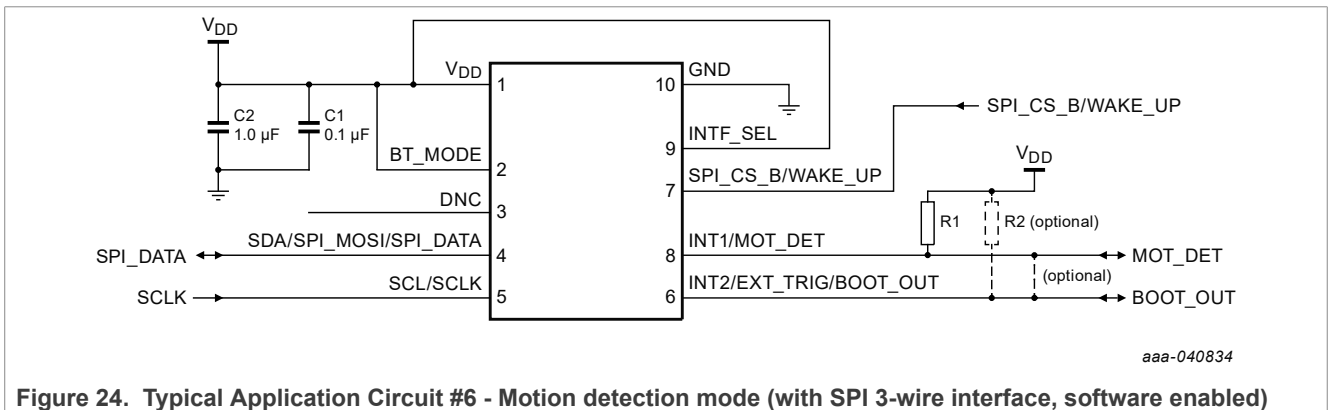 VDD
C2
1.0 µF
C1
0.1 µF
VDD
1
BT_MODE
2
DNC
3
SPI_DATA
SDA/SPI_MOSI/SPI_DATA
4
SCLK
SCL/SCLK
5
GND
10
INTF_SEL
9
SPI_CS_B/WAKE_UP
SPI_CS_B/WAKE_UP
7
VDD
R1
R2 (optional)
INT1/MOT_DET
8
MOT_DET
(optional)
INT2/EXT_TRIG/BOOT_OUT
6
BOOT_OUT
aaa-040834
Figure 24. Typical Application Circuit #6 - Motion detection mode (with SPI 3-wire interface, software enabled)